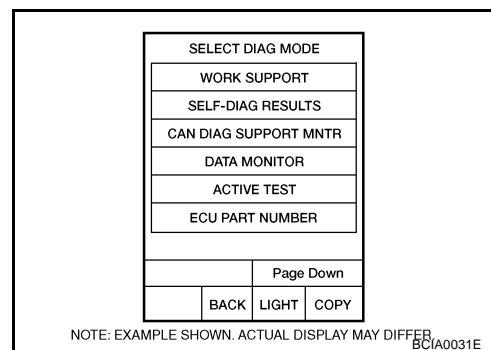 SELECT DIAG MODE
WORK SUPPORT
SELF-DIAG RESULTS
CAN DIAG SUPPORT MNTR
DATA MONITOR
ACTIVE TEST
ECU PART NUMBER
Page Down
BACK LIGHT COPY
NOTE: EXAMPLE SHOWN. ACTUAL DISPLAY MAY DIFFER
BCIA0031E